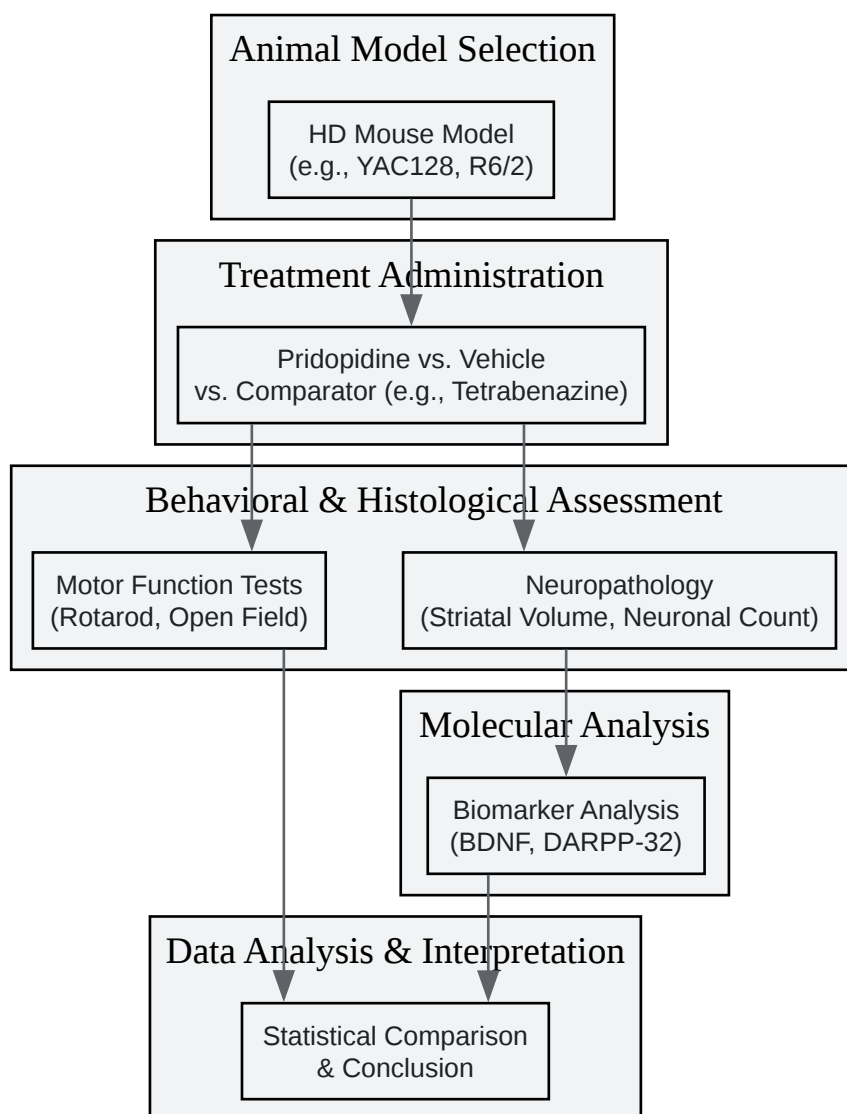 Animal Model Selection
HD Mouse Model
(e.g., YAC128, R6/2)
Treatment Administration
Pridopidine vs. Vehicle
vs. Comparator (e.g., Tetrabenazine)
Behavioral & Histological Assessment
Motor Function Tests
(Rotarod, Open Field)
Neuropathology
(Striatal Volume, Neuronal Count)
Molecular Analysis
Biomarker Analysis
(BDNF, DARPP-32)
Data Analysis & Interpretation
Statistical Comparison
& Conclusion